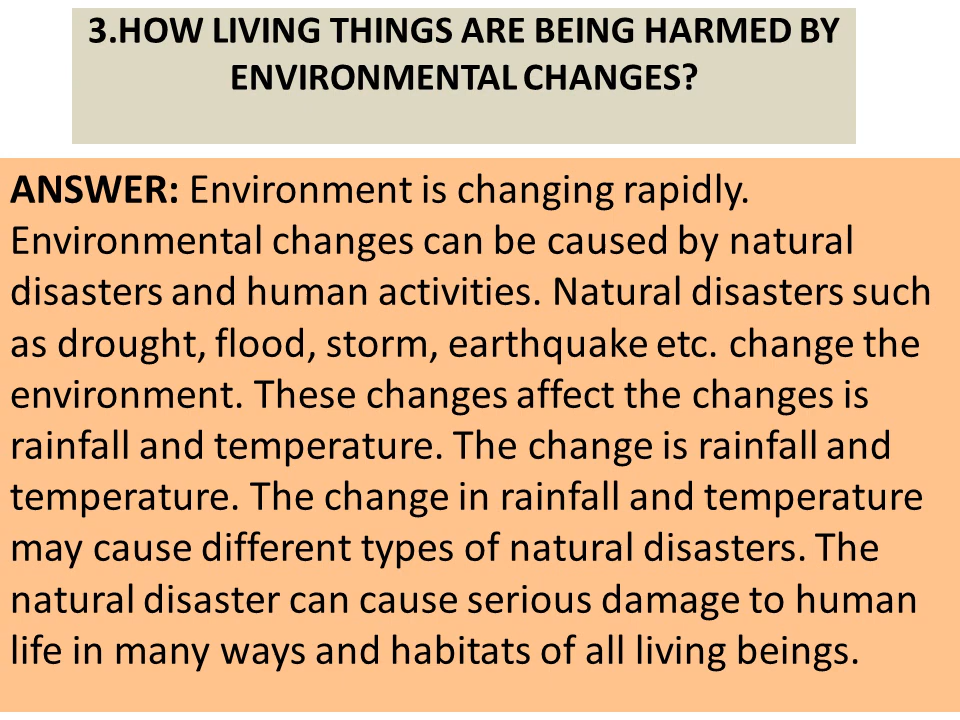 3.HOW LIVING THINGS ARE BEING HARMED BY
ENVIRONMENTAL CHANGES?
ANSWER: Environment is changing rapidly.
Environmental changes can be caused by natural
disasters and human activities. Natural disasters such
as drought, flood, storm, earthquake etc. change the
environment. These changes affect the changes is
rainfall and temperature. The change is rainfall and
temperature. The change in rainfall and temperature
may cause different types of natural disasters. The
natural disaster can cause serious damage to human
life in many ways and habitats of all living beings.